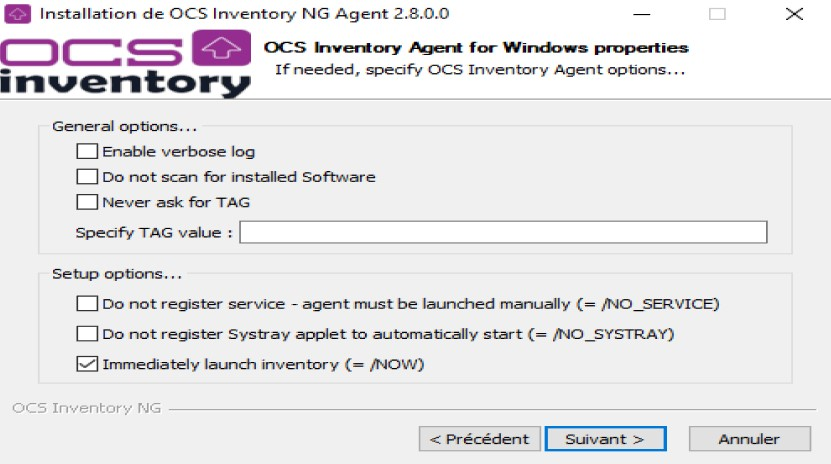 Installation de OCS Inventory NG Agent 2.8.0.0
OCS
inventory
OCS Inventory Agent for Windows properties
If needed, specify OCS Inventory Agent options...
General options...
Enable verbose log
Do not scan for installed Software
Never ask for TAG
Specify TAG value :
Setup options...
Do not register service - agent must be launched manually (= /NO_SERVICE)
Do not register Systray applet to automatically start (= /NO_SYSTRAY)
Immediately launch inventory (= /NOW)
OCS Inventory NG
< Précédent
Suivant >
Annuler